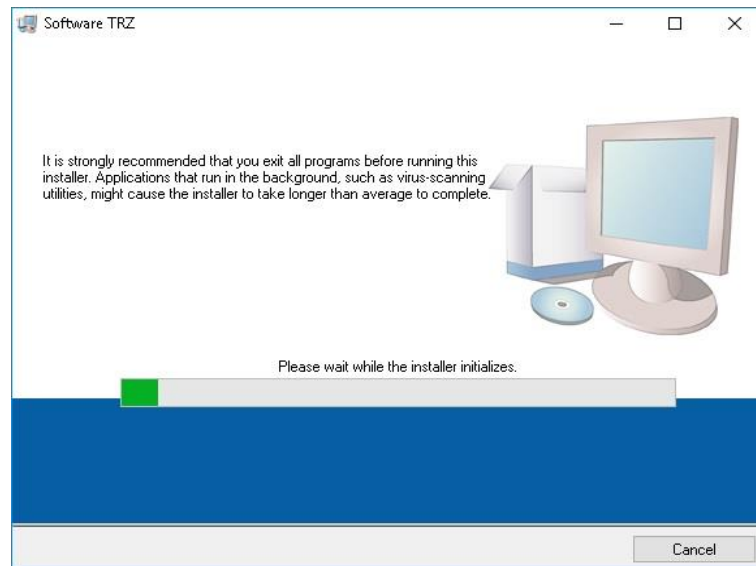 Software TRZ
It is strongly recommended that you exit all programs before running this
installer. Applications that run in the background, such as virus-scanning
utilities, might cause the installer to take longer than average to complete.
Please wait while the installer initializes.
Cancel